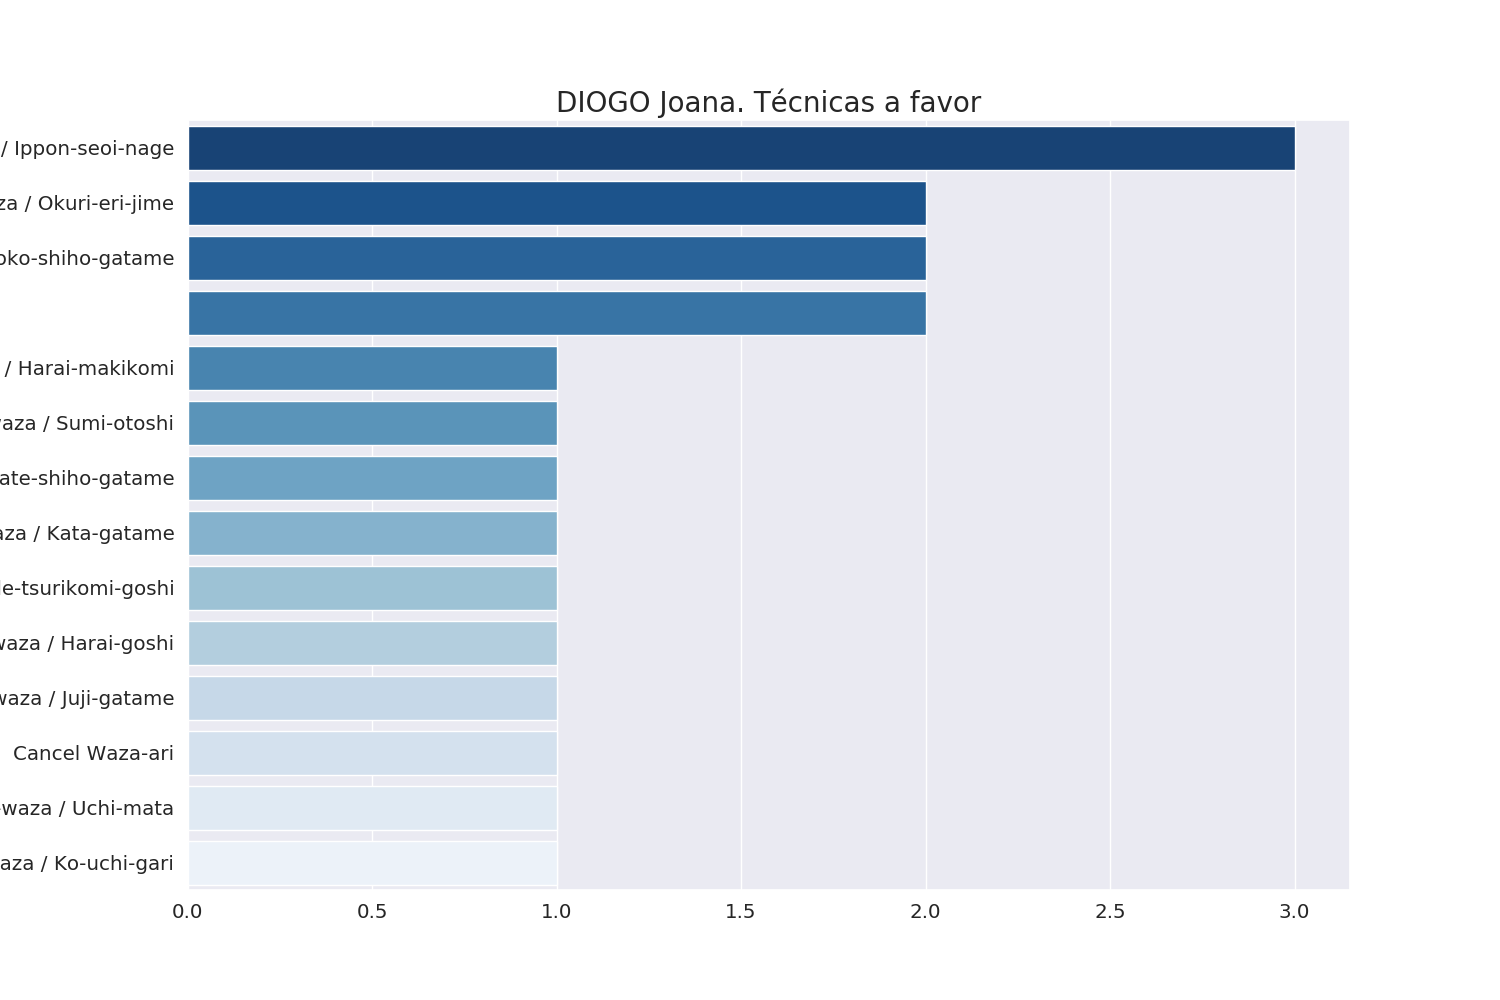 DIOGO Joana. Técnicas a favor
/ Ippon-seoi-nage
/ Okuri-eri-jime
oko-shiho-gatame
/ Harai-makikomi
aza / Sumi-otoshi
ate-shiho-gatame
aza / Kata-gatame
e-tsurikomi-goshi
waza / Harai-goshi
waza / Juji-gatame
Cancel Waza-ari
-waza / Uchi-mata
aza / Ko-uchi-gari
0.0 0.5 1.0 1.5 2.0 2.5 3.0